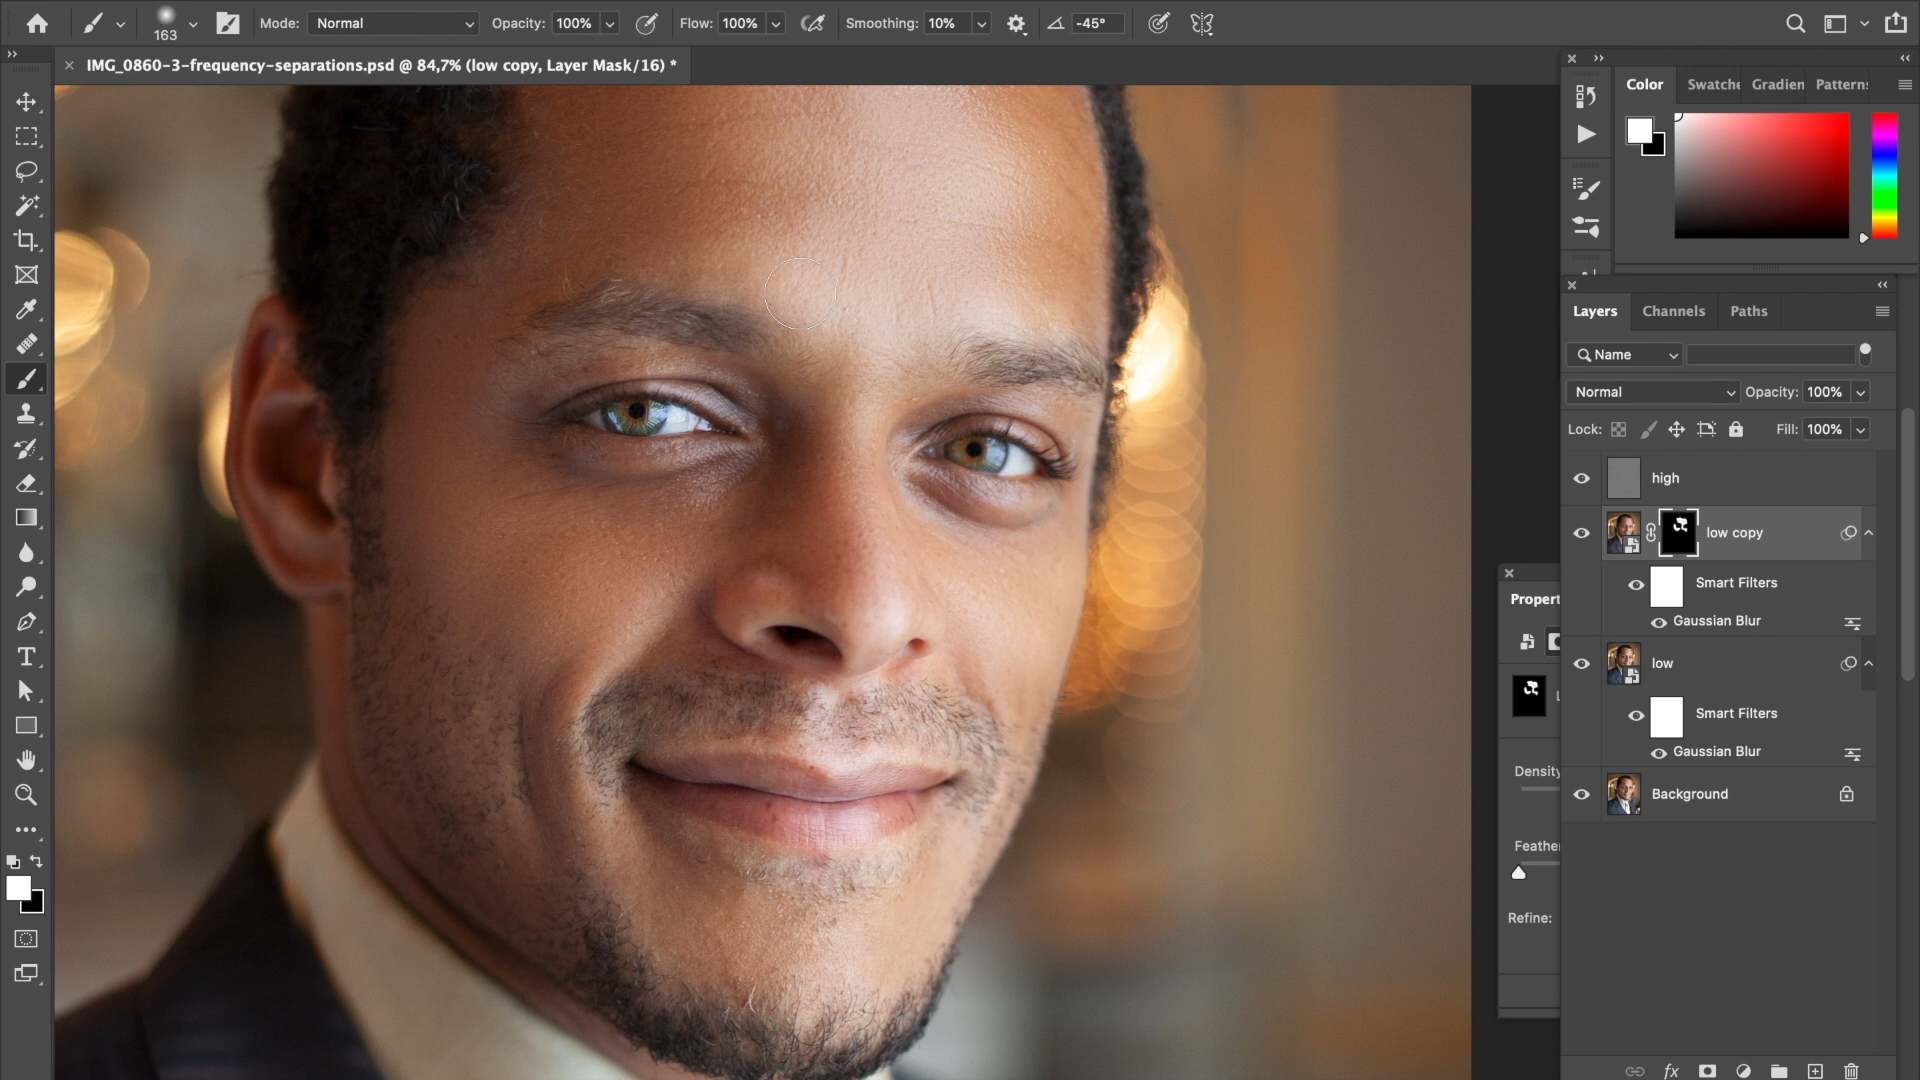 163
Mode: Normal
Opacity: 100%
Flow: 100%
Smoothing: 10%
-45°
IMG_0860-3-frequency-separations.psd @ 84,7% (low copy, Layer Mask/16) *
Color
Swatche
Gradien
Pattern
Layers
Channels
Paths
Name
Normal
Opacity: 100%
Lock:
Fill: 100%
high
low copy
Smart Filters
Gaussian Blur
low
Smart Filters
Gaussian Blur
Background
Propert
Density
Feather
Refine:
T
fx